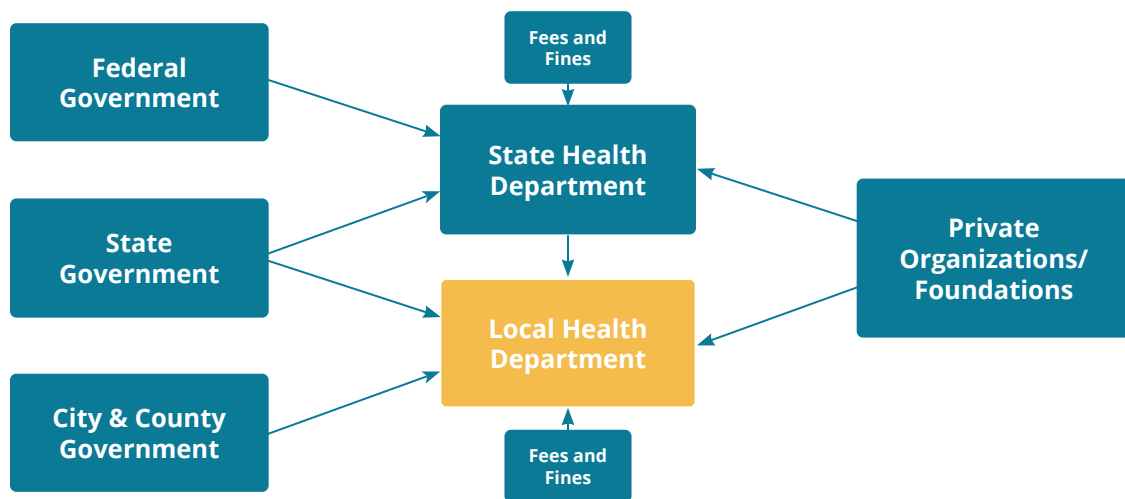 Federal
Government
Fees and
Fines
State Health
Department
State
Government
Private
Organizations/
Foundations
Local Health
Department
City & County
Government
Fees and
Fines